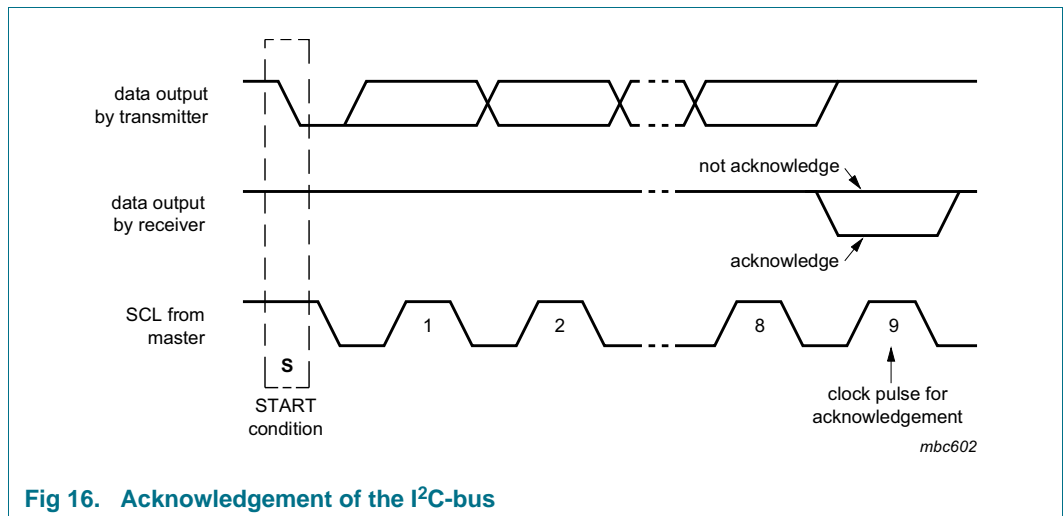 data output
by transmitter
not acknowledge
data output
by receiver
acknowledge
SCL from
master
1
2
8
9
S
START
condition
clock pulse for
acknowledgement
mbc602
Fig 16. Acknowledgement of the I²C-bus